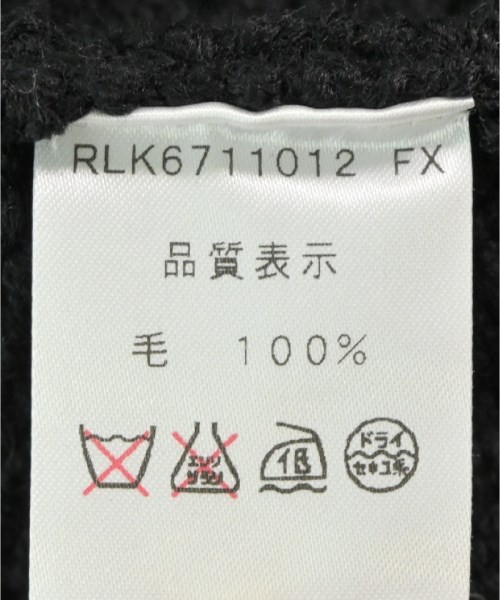 RLK6711012 FX
品質表示
毛 100%
エンソ サラシ 低 ドライ
セキユ系